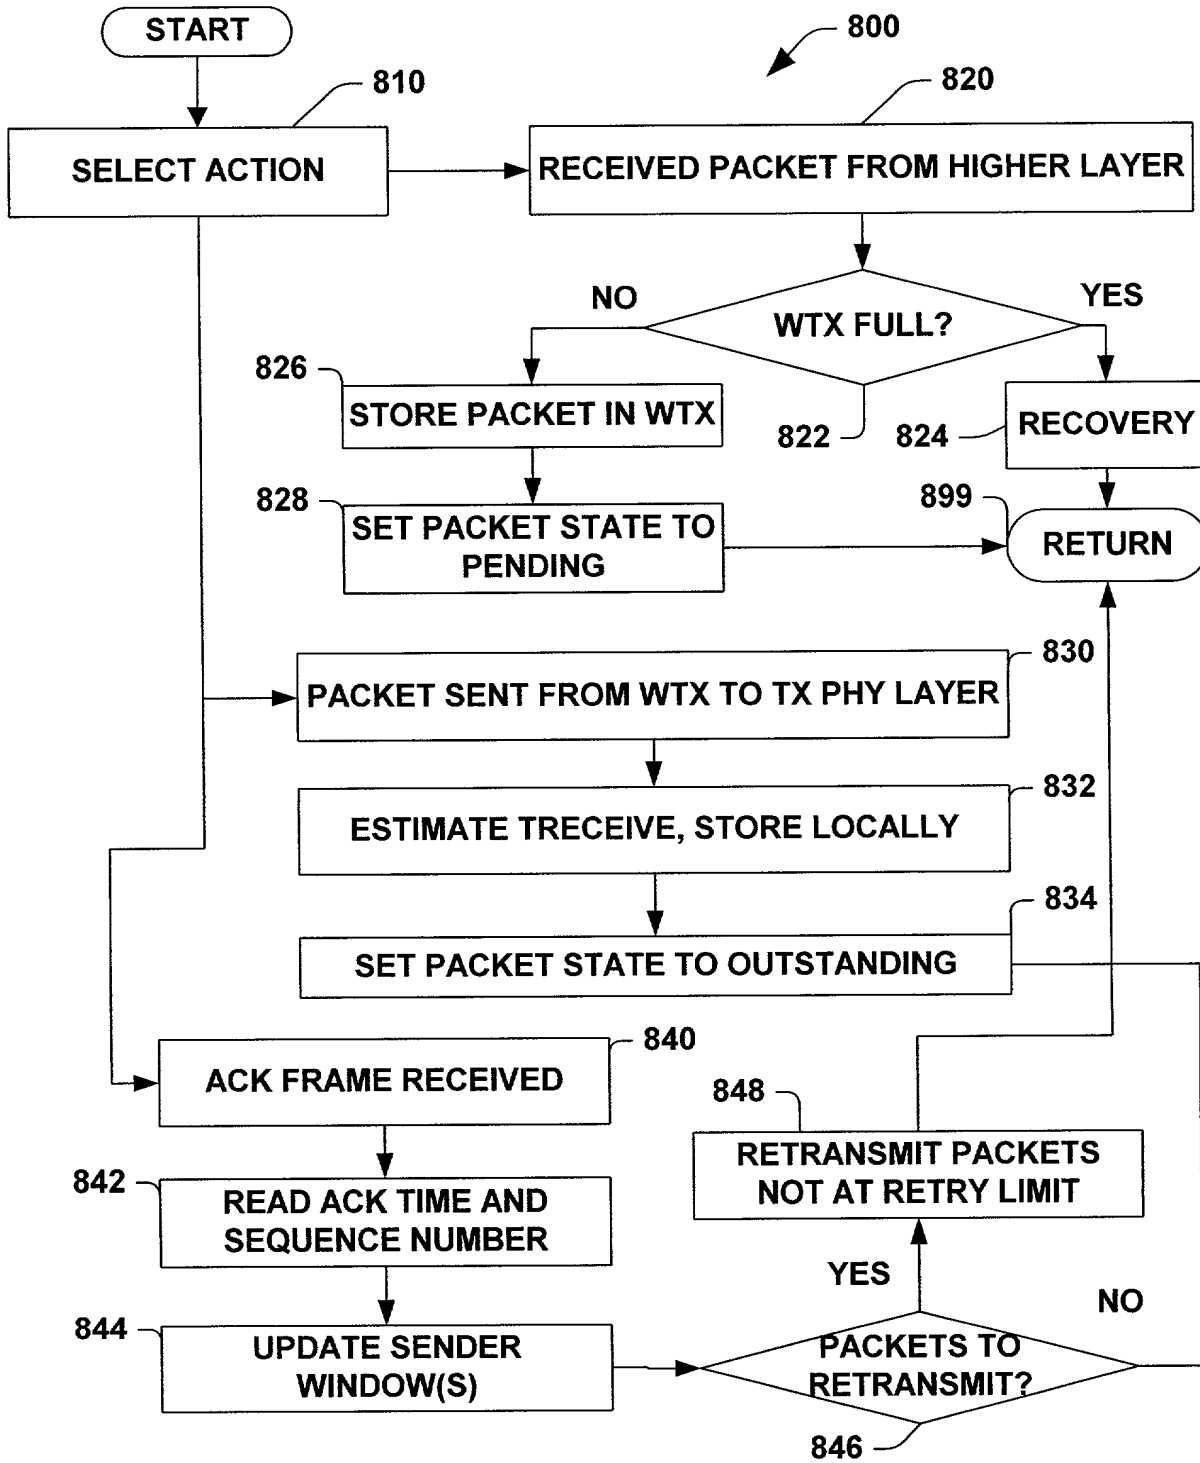 START
800
810
820
SELECT ACTION
RECEIVED PACKET FROM HIGHER LAYER
NO
YES
WTX FULL?
826
STORE PACKET IN WTX
822
824
RECOVERY
828
SET PACKET STATE TO
PENDING
899
RETURN
830
PACKET SENT FROM WTX TO TX PHY LAYER
832
ESTIMATE TRECEIVE, STORE LOCALLY
834
SET PACKET STATE TO OUTSTANDING
840
ACK FRAME RECEIVED
848
RETRANSMIT PACKETS
NOT AT RETRY LIMIT
842
READ ACK TIME AND
SEQUENCE NUMBER
YES
NO
844
UPDATE SENDER
WINDOW(S)
PACKETS TO
RETRANSMIT?
846